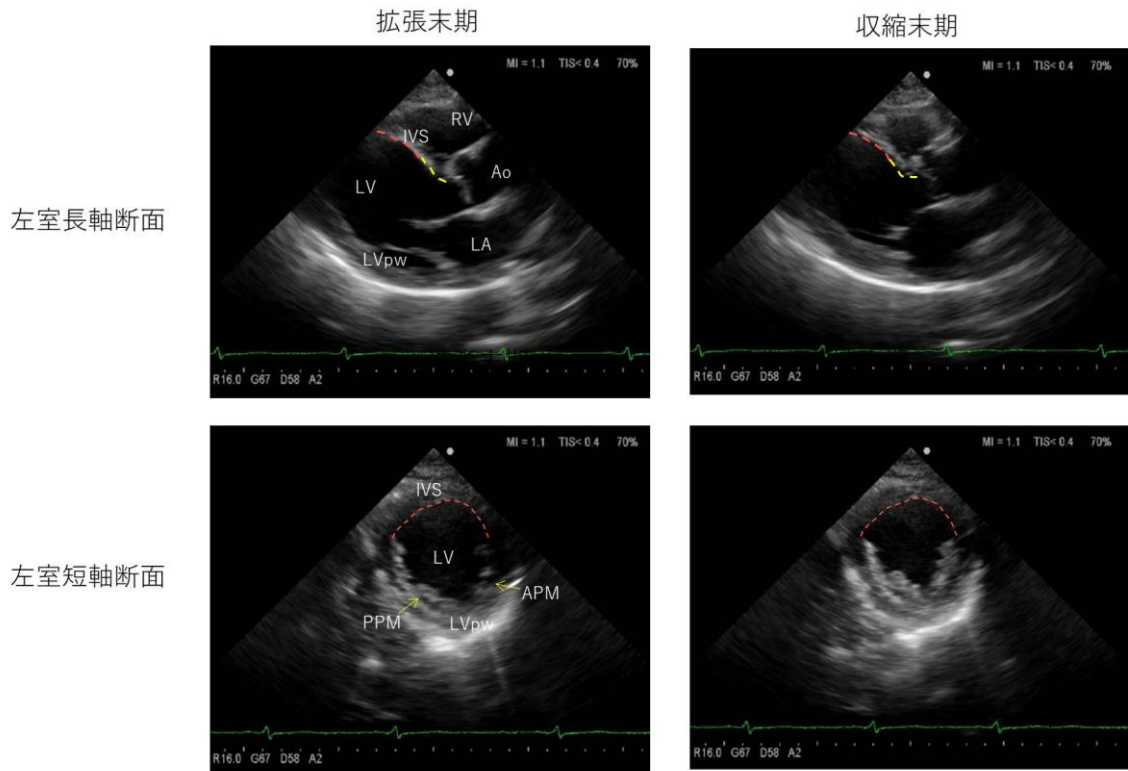 拡張末期
収縮末期
左室長軸断面
MI = 1.1 TIS< 0.4 70%
RV
IVS
Ao
LV
LA
LVpw
R16.0 G67 D58 A2
MI = 1.1 TIS< 0.4 70%
R16.0 G67 D58 A2
左室短軸断面
MI = 1.1 TIS< 0.4 70%
IVS
LV
APM
PPM
LVpw
R16.0 G67 D58 A2
MI = 1.1 TIS< 0.4 70%
R16.0 G67 D58 A2